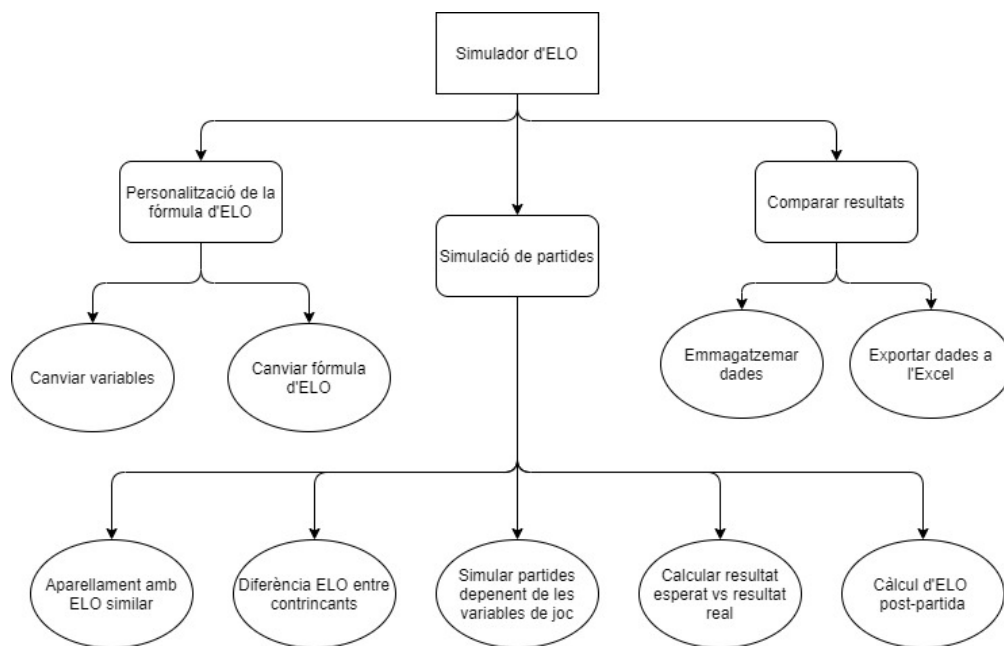 Simulador d'ELO
Personalització de la
fórmula d'ELO
Simulació de partides
Comparar resultats
Canviar variables
Canviar fórmula
d'ELO
Emmagatzemar
dades
Exportar dades a
l'Excel
Aparellament amb
ELO similar
Diferència ELO entre
contrincants
Simular partides
depenent de les
variables de joc
Calcular resultat
esperat vs resultat
real
Càlcul d'ELO
post-partida